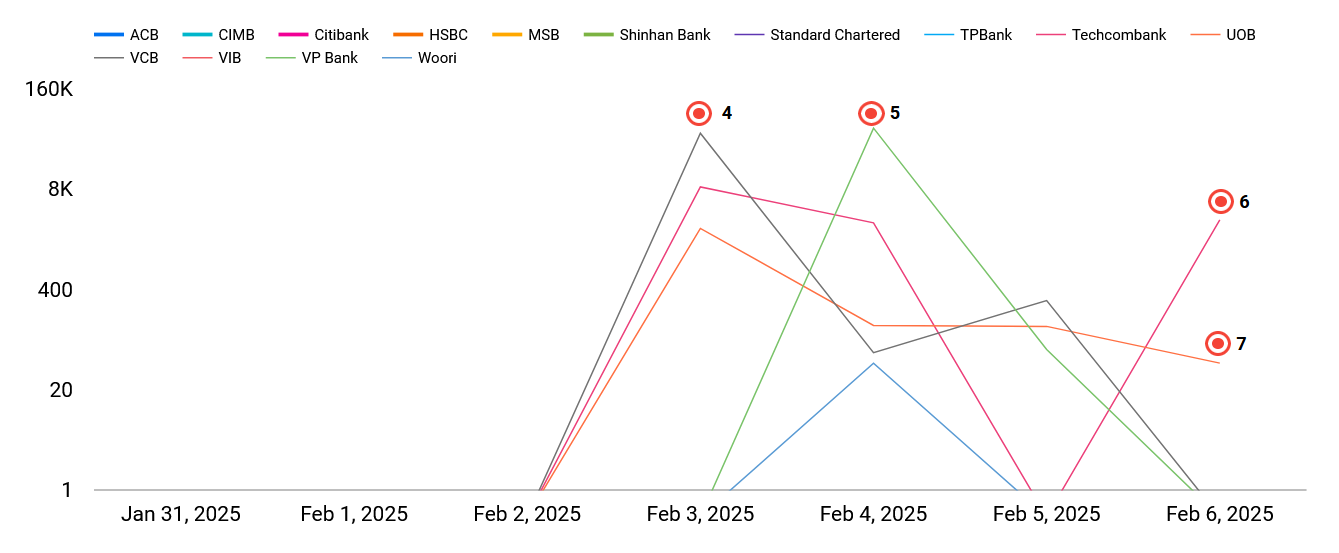 ACB CIMB Citibank HSBC MSB Shinhan Bank Standard Chartered TPBank Techcombank UOB
VCB VIB VP Bank Woori
160K
4 5
8K
6
400
7
20
1
Jan 31, 2025 Feb 1, 2025 Feb 2, 2025 Feb 3, 2025 Feb 4, 2025 Feb 5, 2025 Feb 6, 2025